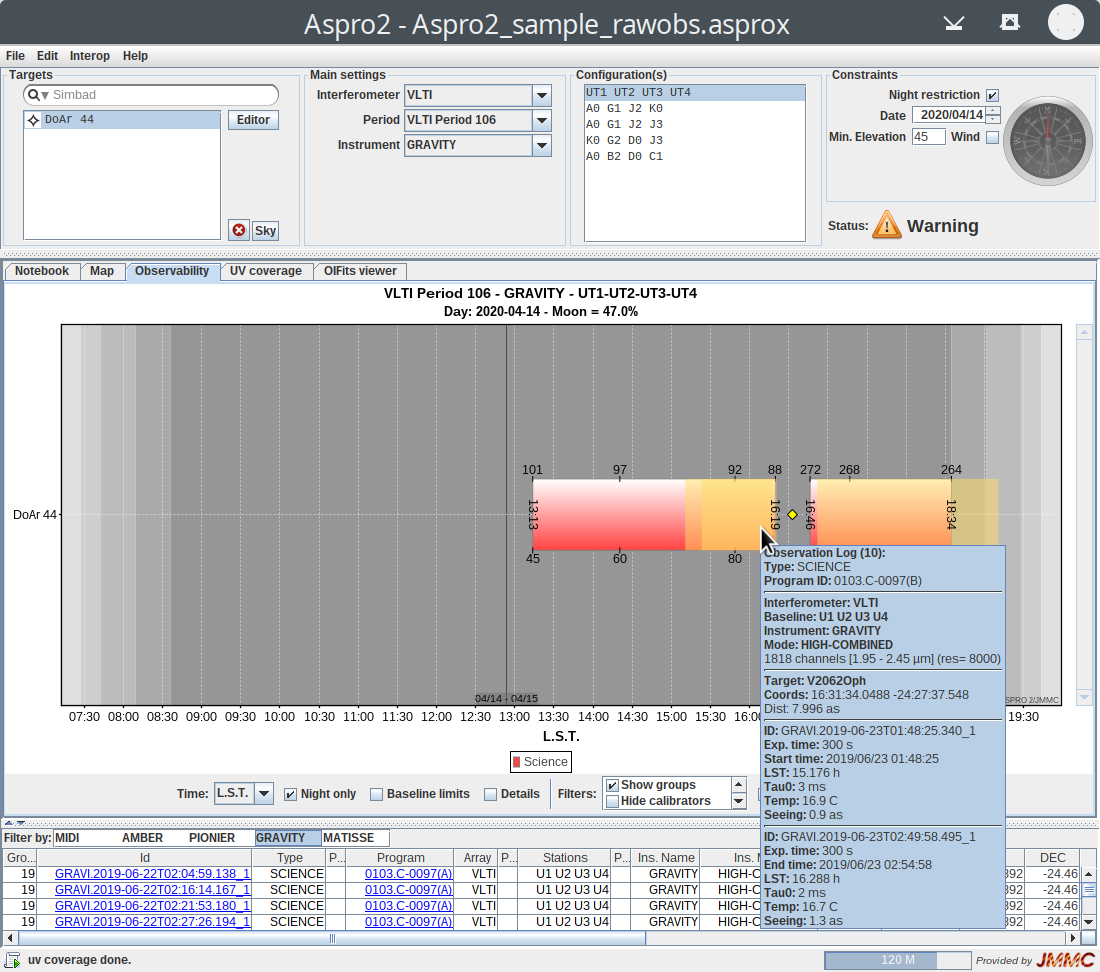 Aspro2 - Aspro2_sample_rawobs.asprox
File Edit Interop Help
Targets
Simbad
DoAr 44
Editor
Sky
Main settings
Interferometer VLTI
Period VLTI Period 106
Instrument GRAVITY
Configuration(s)
UT1 UT2 UT3 UT4
A0 G1 J2 K0
A0 G1 J2 J3
K0 G2 D0 J3
A0 B2 D0 C1
Constraints
Night restriction
Date 2020/04/14
Min. Elevation 45 Wind
Status: Warning
Notebook Map Observability UV coverage OIFits viewer
VLTI Period 106 - GRAVITY - UT1-UT2-UT3-UT4
Day: 2020-04-14 - Moon = 47.0%
101 97 92 88 272 268 264
DoAr 44
13:13 16:19 16:46 18:34
45 60 80
04/14 - 04/15
SPRO 2/JMMC
07:30 08:00 08:30 09:00 09:30 10:00 10:30 11:00 11:30 12:00 12:30 13:00 13:30 14:00 14:30 15:00 15:30 16:00 19:30
L.S.T.
Science
Observation Log (10):
Type: SCIENCE
Program ID: 0103.C-0097(B)
Interferometer: VLTI
Baseline: U1 U2 U3 U4
Instrument: GRAVITY
Mode: HIGH-COMBINED
1818 channels [1.95 - 2.45 µm] (res= 8000)
Target: V2062Oph
Coords: 16:31:34.0488 -24:27:37.548
Dist: 7.996 as
ID: GRAVI.2019-06-23T01:48:25.340_1
Exp. time: 300 s
Start time: 2019/06/23 01:48:25
LST: 15.176 h
Tau0: 3 ms
Temp: 16.9 C
Seeing: 0.9 as
ID: GRAVI.2019-06-23T02:49:58.495_1
Exp. time: 300 s
End time: 2019/06/23 02:54:58
LST: 16.288 h
Tau0: 2 ms
Temp: 16.7 C
Seeing: 1.3 as
Time: L.S.T. Night only Baseline limits Details Filters: Show groups
Hide calibrators
Filter by: MIDI AMBER PIONIER GRAVITY MATISSE
Gro... Id Type P... Program Array P... Stations P... Ins. Name Ins. DEC
19 GRAVI.2019-06-22T02:04:59.138_1 SCIENCE 0103.C-0097(A) VLTI U1 U2 U3 U4 GRAVITY HIGH-C 392 -24.46
19 GRAVI.2019-06-22T02:16:14.167_1 SCIENCE 0103.C-0097(A) VLTI U1 U2 U3 U4 GRAVITY HIGH-C 392 -24.46
19 GRAVI.2019-06-22T02:21:53.180_1 SCIENCE 0103.C-0097(A) VLTI U1 U2 U3 U4 GRAVITY HIGH-C 392 -24.46
19 GRAVI.2019-06-22T02:27:26.194_1 SCIENCE 0103.C-0097(A) VLTI U1 U2 U3 U4 GRAVITY HIGH-C 392 -24.46
uv coverage done.
120 M
Provided by JMMC